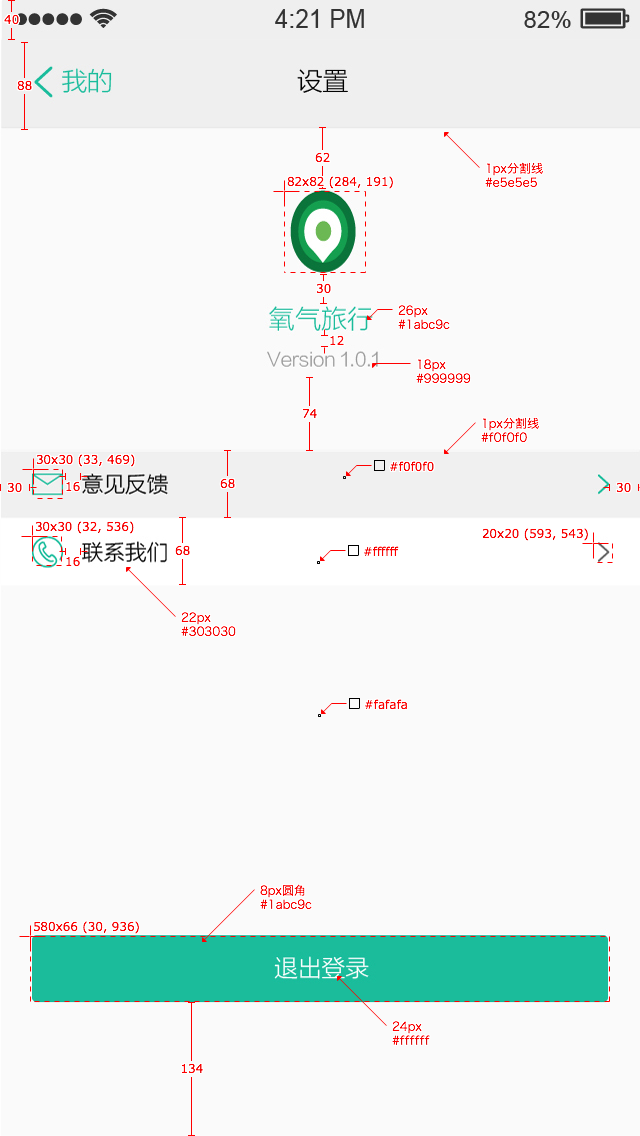 40
4:21 PM
82%
88
我的
设置
62
1px分割线
#e5e5e5
82x82 (284, 191)
30
氧气旅行
26px
#1abc9c
12
Version 1.0.1
18px
#999999
74
1px分割线
#f0f0f0
30x30 (33, 469)
#f0f0f0
30
16
意见反馈
68
30
30x30 (32, 536)
20x20 (593, 543)
16
联系我们
68
#ffffff
22px
#303030
#fafafa
8px圆角
#1abc9c
580x66 (30, 936)
退出登录
24px
#ffffff
134